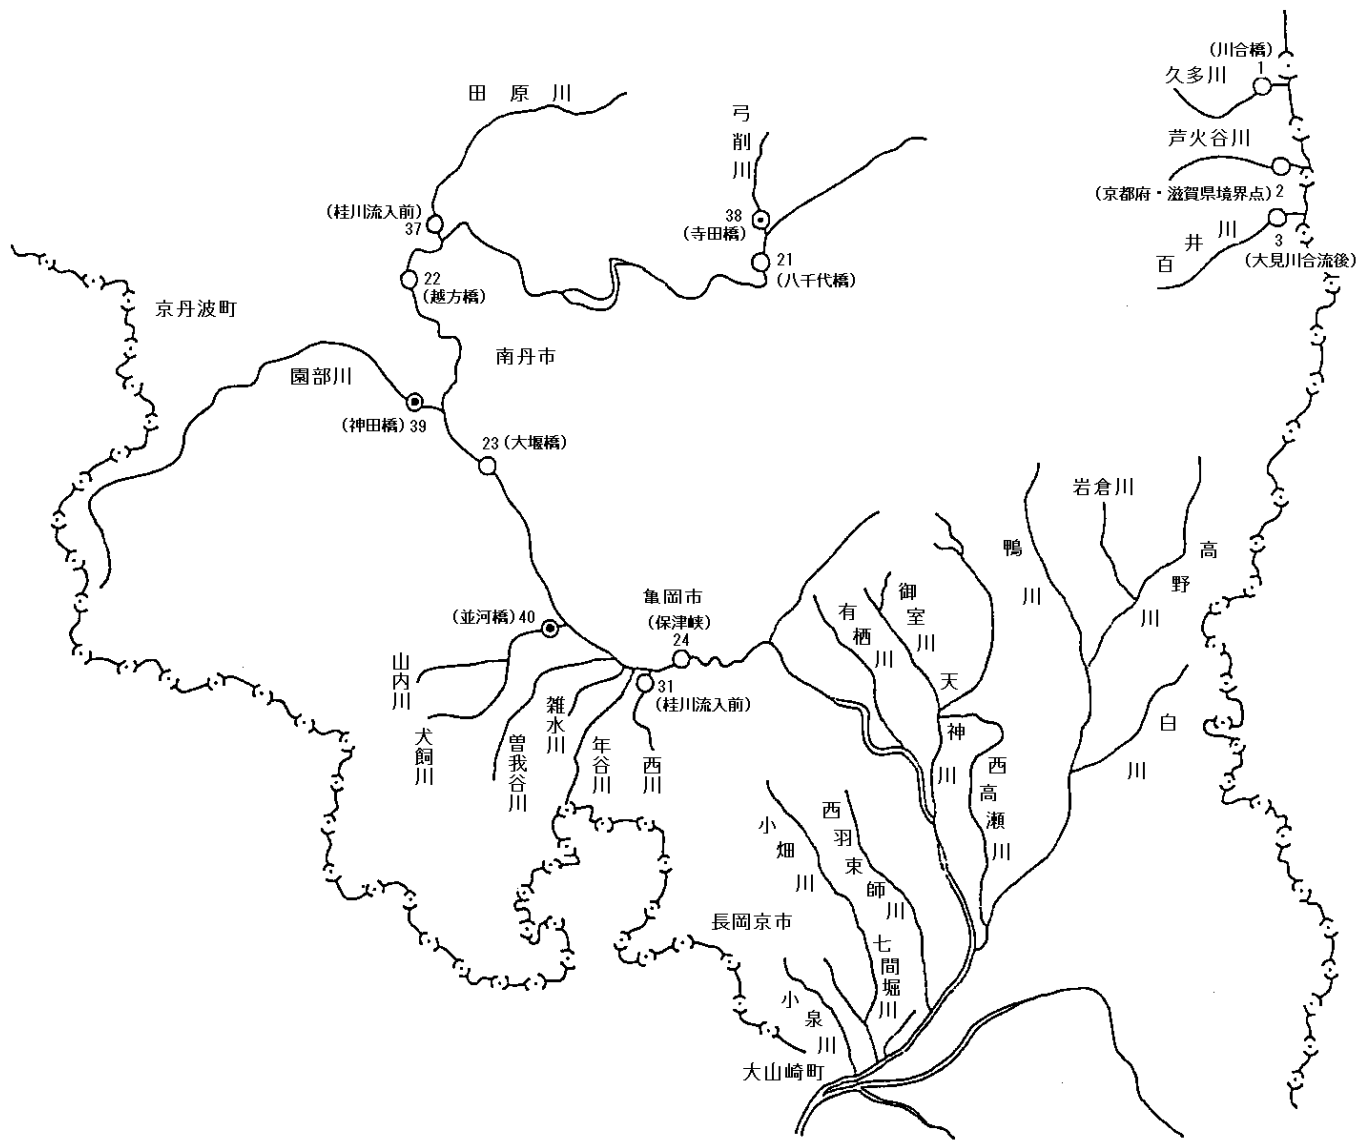 (川合橋)
1
久多川
芦火谷川
(京都府・滋賀県境界点)2
百井川
3
(大見川合流後)
田原川
弓削川
(桂川流入前)
37
38
(寺田橋)
21
(八千代橋)
22
(越方橋)
京丹波町
南丹市
園部川
(神田橋)39
23(大堰橋)
岩倉川
鴨川
高野川
亀岡市
(保津峡)
24
(並河橋)40
御室川
有栖川
山内川
犬飼川
曽我谷川
雑水川
年谷川
西川
31
(桂川流入前)
天神川
西高瀬川
白川
小畑川
西羽束師川
長岡京市
七間堀川
小泉川
大山崎町